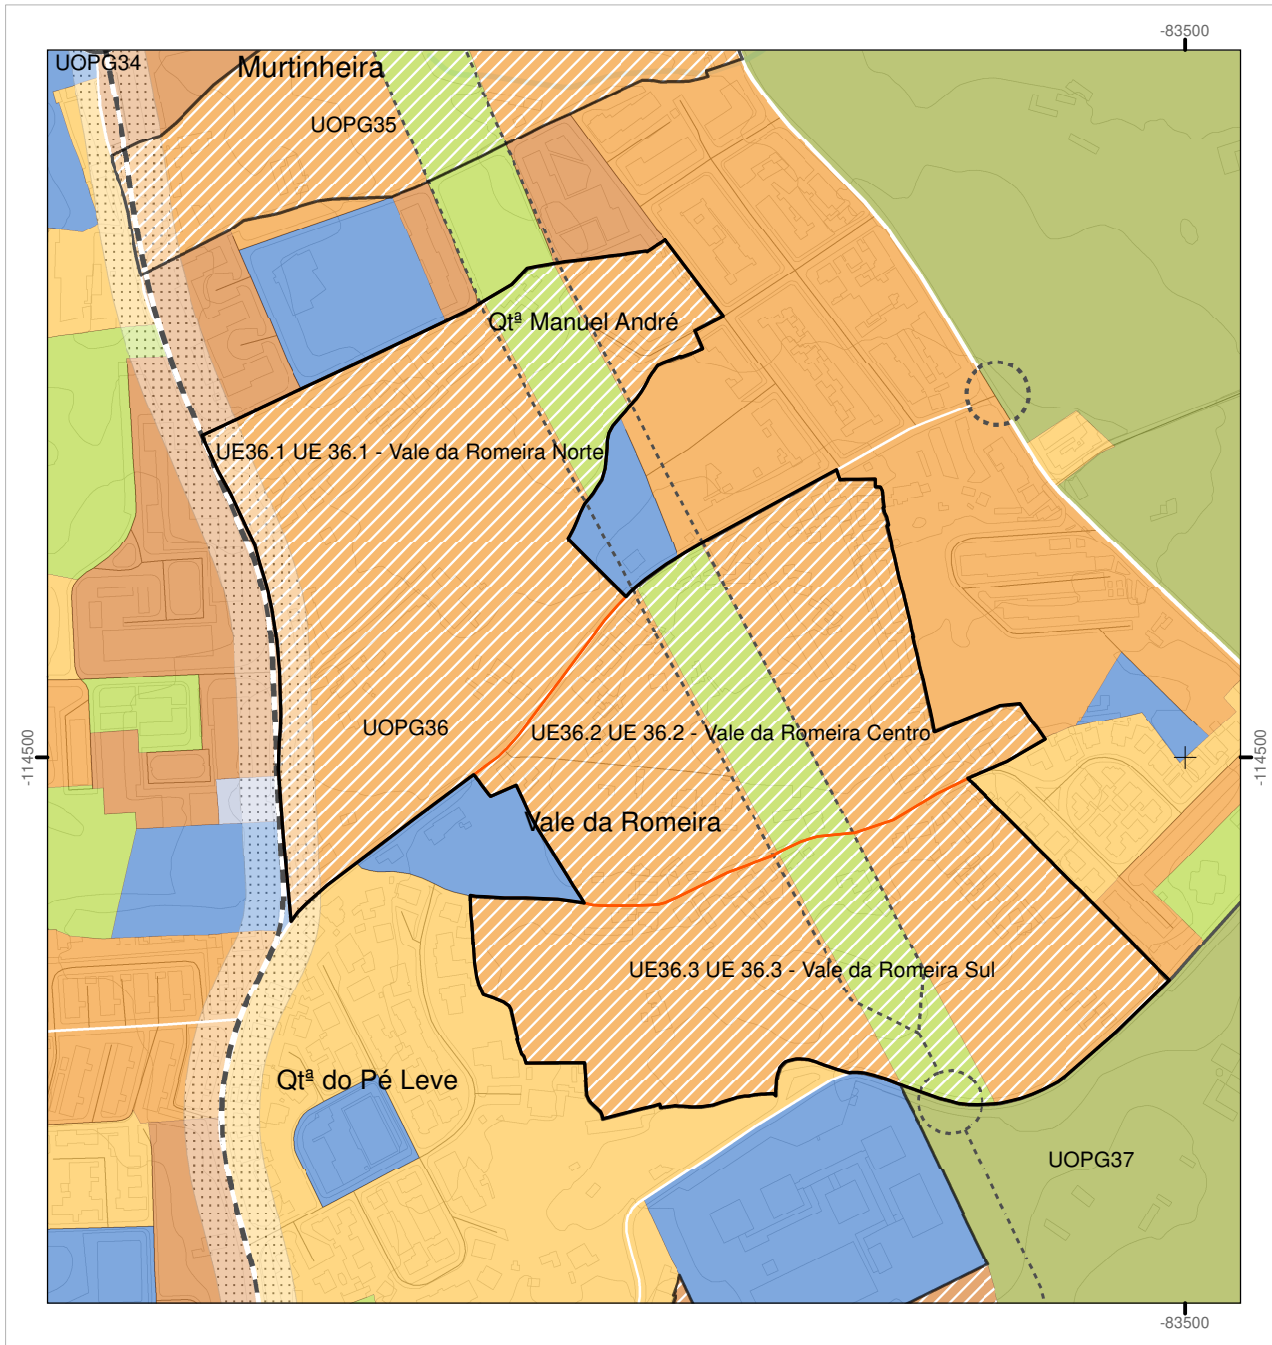 -83500
UOPG34
Murtinheira
UOPG35
Qtª Manuel André
UE36.1 UE 36.1 - Vale da Romeira Norte
UOPG36
UE36.2 UE 36.2 - Vale da Romeira Centro
-114500
-114500
Vale da Romeira
UE36.3 UE 36.3 - Vale da Romeira Sul
Qtª do Pé Leve
UOPG37
-83500